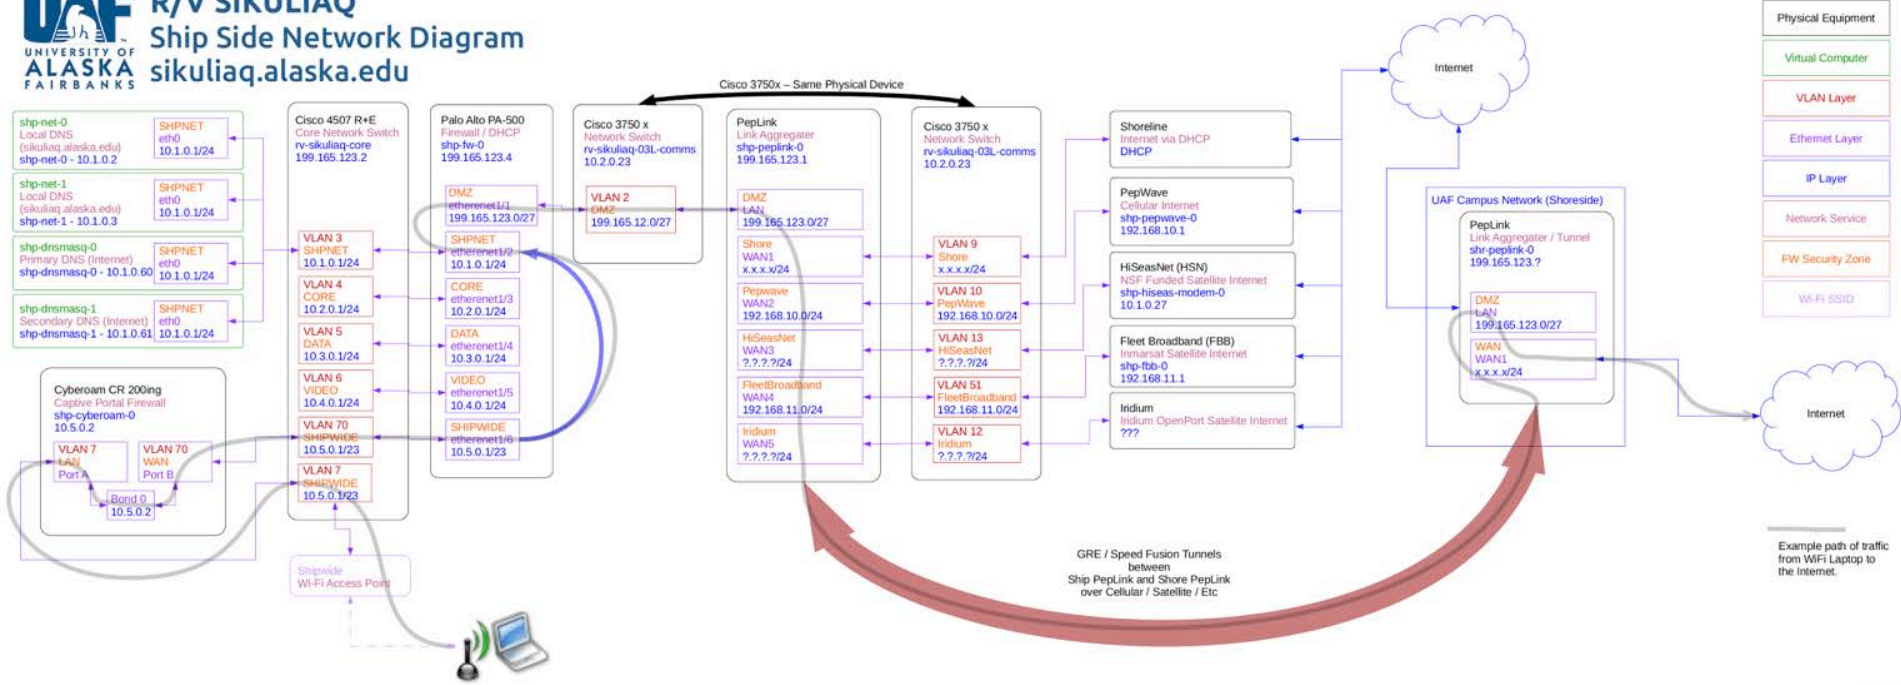 R/V SIKULIAQ
Ship Side Network Diagram
sikuliaq.alaska.edu
UAF
UNIVERSITY OF
ALASKA
FAIRBANKS
shp-net-0
Local DNS
(sikuliaq.alaska.edu)
shp-net-0 - 10.1.0.2
SHPNET
eth0
10.1.0.1/24
shp-net-1
Local DNS
(sikuliaq.alaska.edu)
shp-net-1 - 10.1.0.3
SHPNET
eth0
10.1.0.1/24
shp-dnsmasq-0
Primary DNS (Internet)
shp-dnsmasq-0 - 10.1.0.60
SHPNET
eth0
10.1.0.1/24
shp-dnsmasq-1
Secondary DNS (Internet)
shp-dnsmasq-1 - 10.1.0.61
SHPNET
eth0
10.1.0.1/24
Cyberoam CR 200ing
Captive Portal Firewall
shp-cyberoam-0
10.5.0.2
VLAN 7
LAN
Port A
VLAN 70
WAN
Port B
Bond 0
10.5.0.2
Cisco 4507 R+E
Core Network Switch
rv-sikuliaq-core
199.165.123.2
VLAN 3
SHPNET
10.1.0.1/24
VLAN 4
CORE
10.2.0.1/24
VLAN 5
DATA
10.3.0.1/24
VLAN 6
VIDEO
10.4.0.1/24
VLAN 70
SHIPWIDE
10.5.0.1/23
VLAN 7
SHIPWIDE
10.5.0.1/23
Shipwide
Wi-Fi Access Point
Palo Alto PA-500
Firewall / DHCP
shp-fw-0
199.165.123.4
DMZ
etherenet1/1
199.165.123.0/27
SHPNET
etherenet1/2
10.1.0.1/24
CORE
etherenet1/3
10.2.0.1/24
DATA
etherenet1/4
10.3.0.1/24
VIDEO
etherenet1/5
10.4.0.1/24
SHIPWIDE
etherenet1/6
10.5.0.1/23
Cisco 3750x – Same Physical Device
Cisco 3750 x
Network Switch
rv-sikuliaq-03L-comms
10.2.0.23
VLAN 2
DMZ
199.165.12.0/27
PepLink
Link Aggregater
shp-peplink-0
199.165.123.1
DMZ
LAN
199.165.123.0/27
Shore
WAN1
x.x.x.x/24
Pepwave
WAN2
192.168.10.0/24
HiSeasNet
WAN3
?.?.?.?/24
FleetBroadband
WAN4
192.168.11.0/24
Iridium
WAN5
?.?.?.?/24
Cisco 3750 x
Network Switch
rv-sikuliaq-03L-comms
10.2.0.23
VLAN 9
Shore
x.x.x.x/24
VLAN 10
PepWave
192.168.10.0/24
VLAN 13
HiSeasNet
?.?.?.?/24
VLAN 51
FleetBroadband
192.168.11.0/24
VLAN 12
Iridium
?.?.?.?/24
Shoreline
Internet via DHCP
DHCP
PepWave
Cellular Internet
shp-pepwave-0
192.168.10.1
HiSeasNet (HSN)
NSF Funded Satellite Internet
shp-hiseas-modem-0
10.1.0.27
Fleet Broadband (FBB)
Inmarsat Satellite Internet
shp-fbb-0
192.168.11.1
Iridium
Iridium OpenPort Satellite Internet
???
GRE / Speed Fusion Tunnels
between
Ship PepLink and Shore PepLink
over Cellular / Satellite / Etc
Internet
UAF Campus Network (Shoreside)
PepLink
Link Aggregater / Tunnel
shr-peplink-0
199.165.123.?
DMZ
LAN
199.165.123.0/27
WAN
WAN1
x.x.x.x/24
Internet
Physical Equipment
Virtual Computer
VLAN Layer
Ethernet Layer
IP Layer
Network Service
FW Security Zone
Wi-Fi SSID
Example path of traffic
from WiFi Laptop to
the Internet.